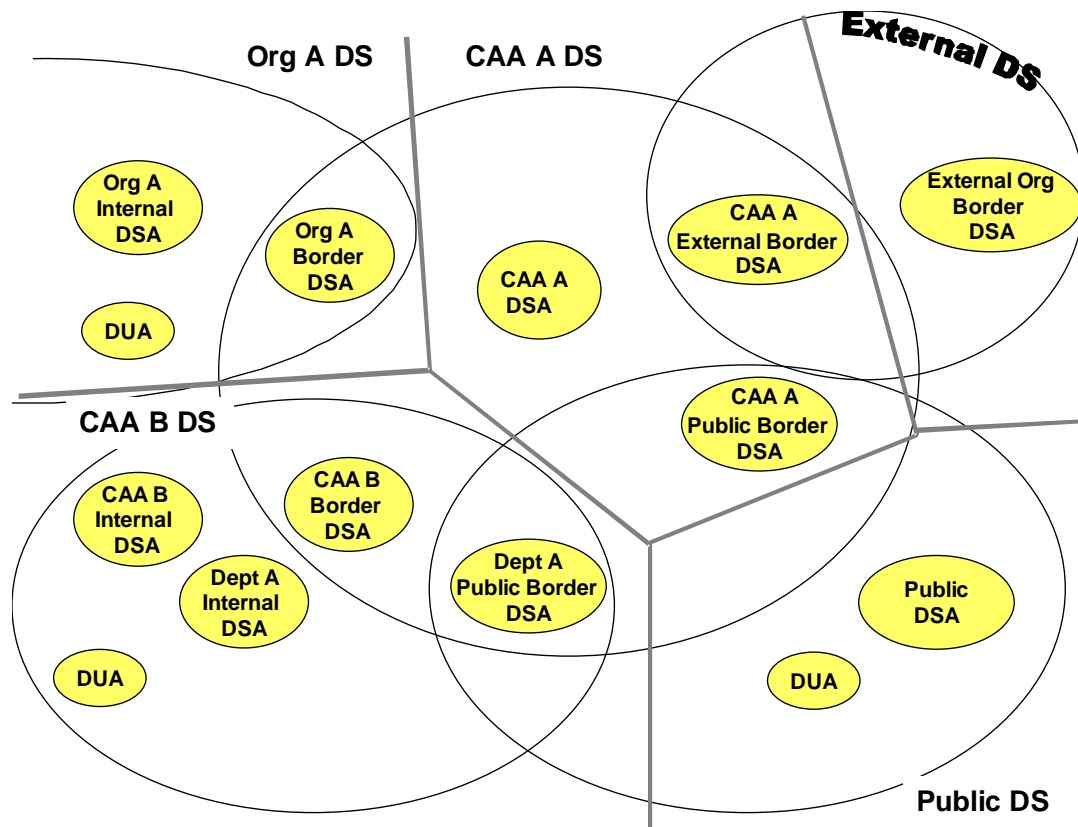 Org A DS
CAA A DS
External DS
Org A
Internal
DSA
Org A
Border
DSA
DUA
CAA A
DSA
CAA A
External Border
DSA
External Org
Border
DSA
CAA A
Public Border
DSA
CAA B DS
CAA B
Internal
DSA
CAA B
Border
DSA
Dept A
Internal
DSA
Dept A
Public Border
DSA
DUA
Public
DSA
DUA
Public DS